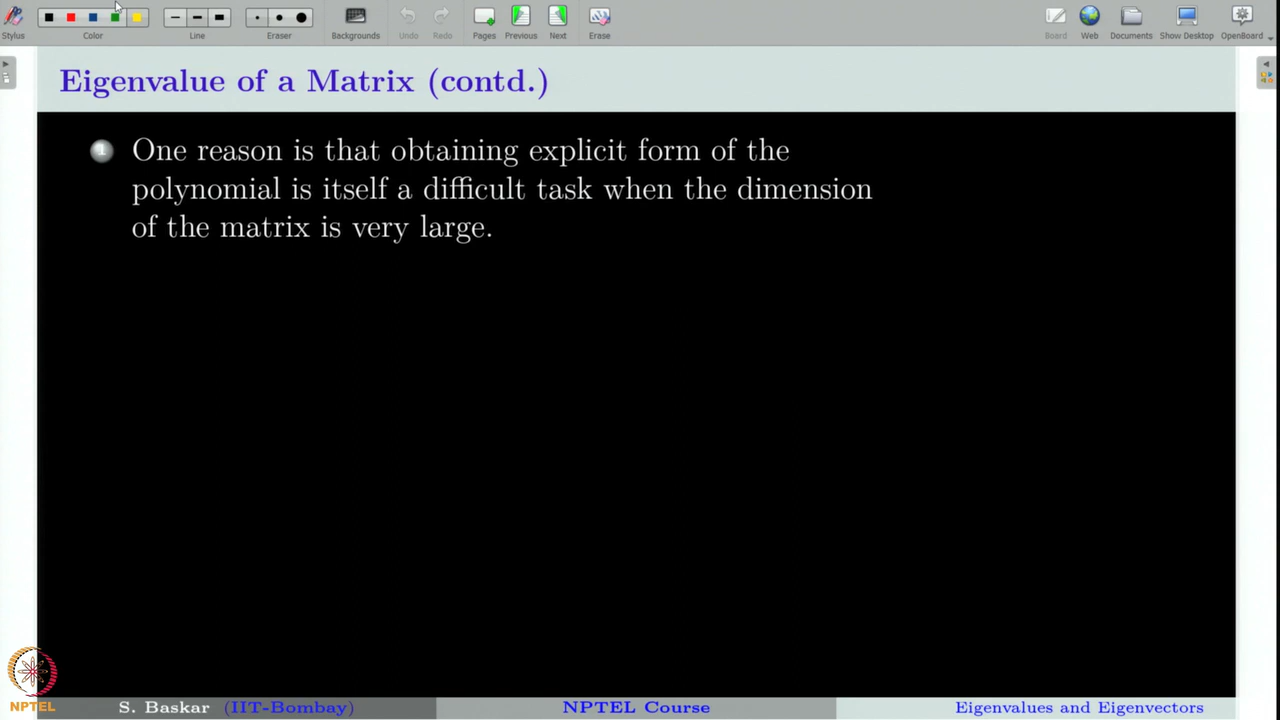 Stylus Color Line Eraser Backgrounds Undo Redo Pages Previous Next Erase Board Web Documents Show Desktop OpenBoard
Eigenvalue of a Matrix (contd.)
1 One reason is that obtaining explicit form of the
polynomial is itself a difficult task when the dimension
of the matrix is very large.
NPTEL
S. Baskar (IIT-Bombay) NPTEL Course Eigenvalues and Eigenvectors